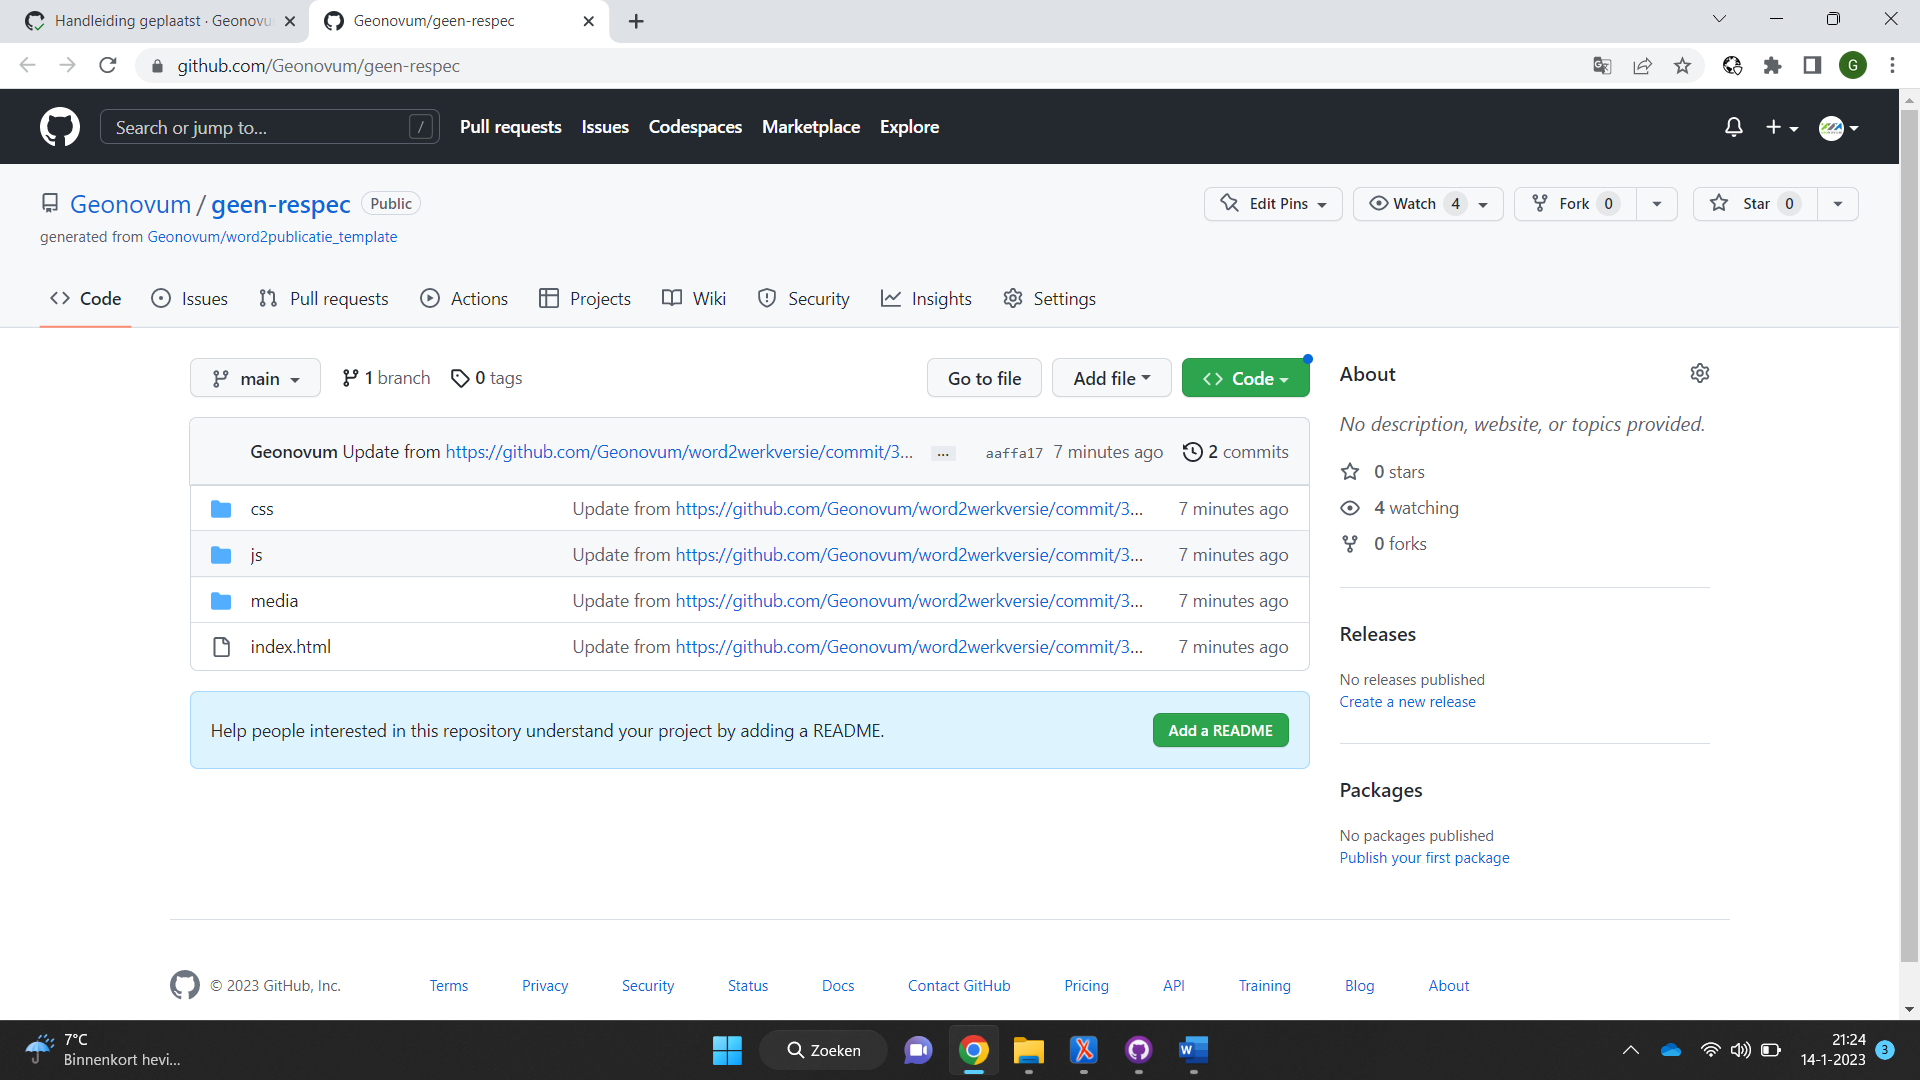 Handleiding geplaatst · Geonovu
Geonovum/geen-respec
github.com/Geonovum/geen-respec
G
Search or jump to...
/
Pull requests
Issues
Codespaces
Marketplace
Explore
Geonovum / geen-respec
Public
Edit Pins
Watch 4
Fork 0
Star 0
generated from Geonovum/word2publicatie_template
Code
Issues
Pull requests
Actions
Projects
Wiki
Security
Insights
Settings
main
1 branch
0 tags
Go to file
Add file
Code
Geonovum Update from https://github.com/Geonovum/word2werkversie/commit/3... ... aaffa17 7 minutes ago 2 commits
css Update from https://github.com/Geonovum/word2werkversie/commit/3... 7 minutes ago
js Update from https://github.com/Geonovum/word2werkversie/commit/3... 7 minutes ago
media Update from https://github.com/Geonovum/word2werkversie/commit/3... 7 minutes ago
index.html Update from https://github.com/Geonovum/word2werkversie/commit/3... 7 minutes ago
Help people interested in this repository understand your project by adding a README.
Add a README
About
No description, website, or topics provided.
0 stars
4 watching
0 forks
Releases
No releases published
Create a new release
Packages
No packages published
Publish your first package
© 2023 GitHub, Inc.
Terms
Privacy
Security
Status
Docs
Contact GitHub
Pricing
API
Training
Blog
About
7°C
Binnenkort hevi...
Zoeken
21:24
14-1-2023
3